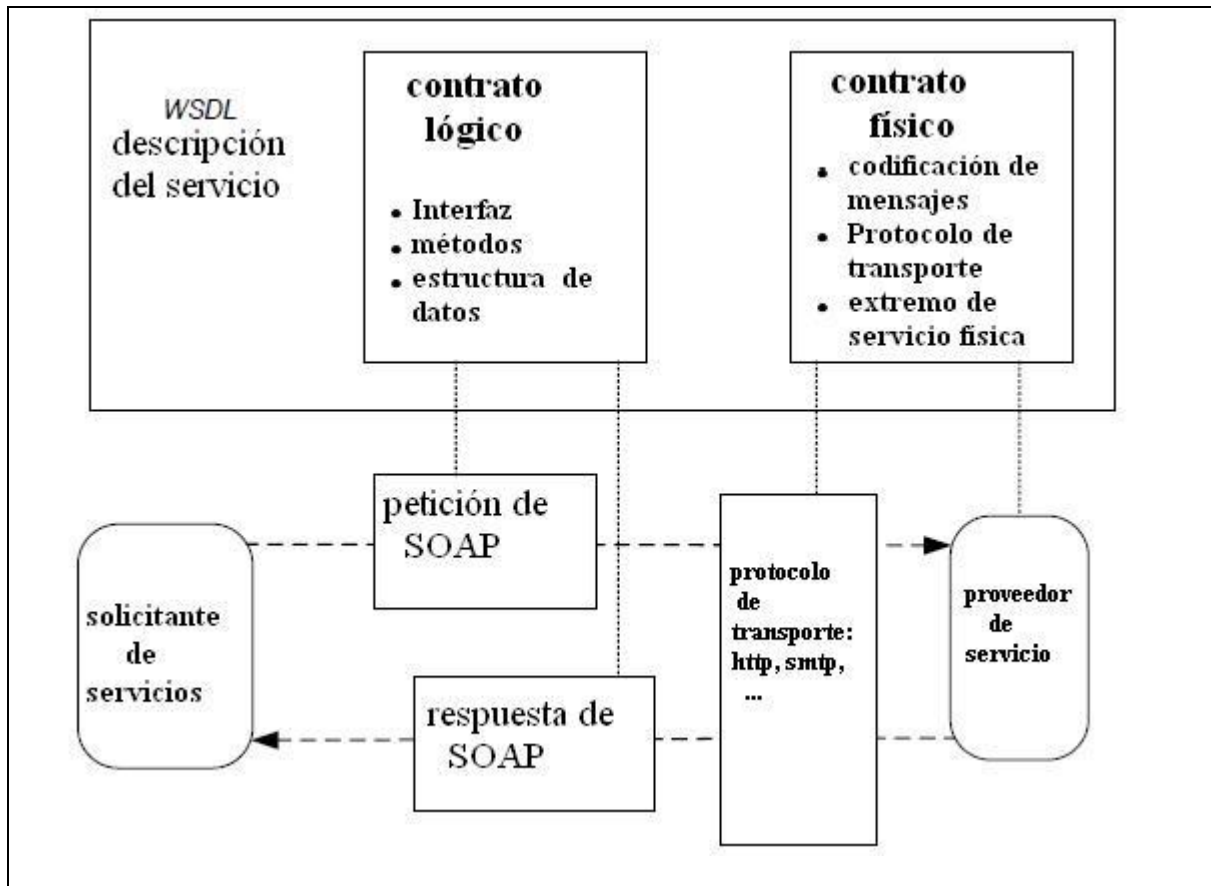 WSDL
descripción
del servicio
contrato
lógico
• Interfaz
• métodos
• estructura de
datos
contrato
físico
• codificación de
mensajes
• Protocolo de
transporte
• extremo de
servicio física
petición de
SOAP
solicitante
de
servicios
respuesta de
SOAP
protocolo
de
transporte:
http, smtp,
...
proveedor
de
servicio